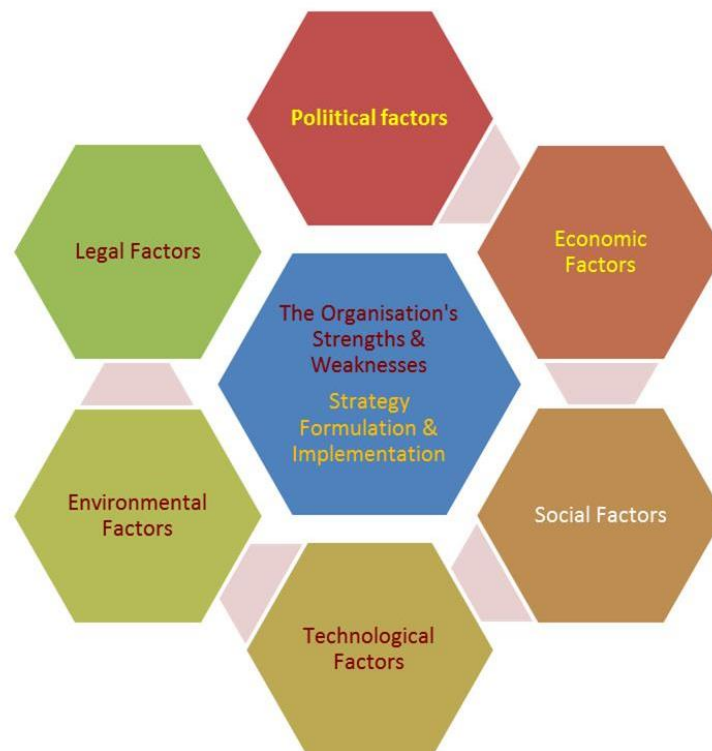 Poliitical factors
Economic
Factors
Social Factors
Technological
Factors
Environmental
Factors
Legal Factors
The Organisation's
Strengths &
Weaknesses
Strategy
Formulation &
Implementation